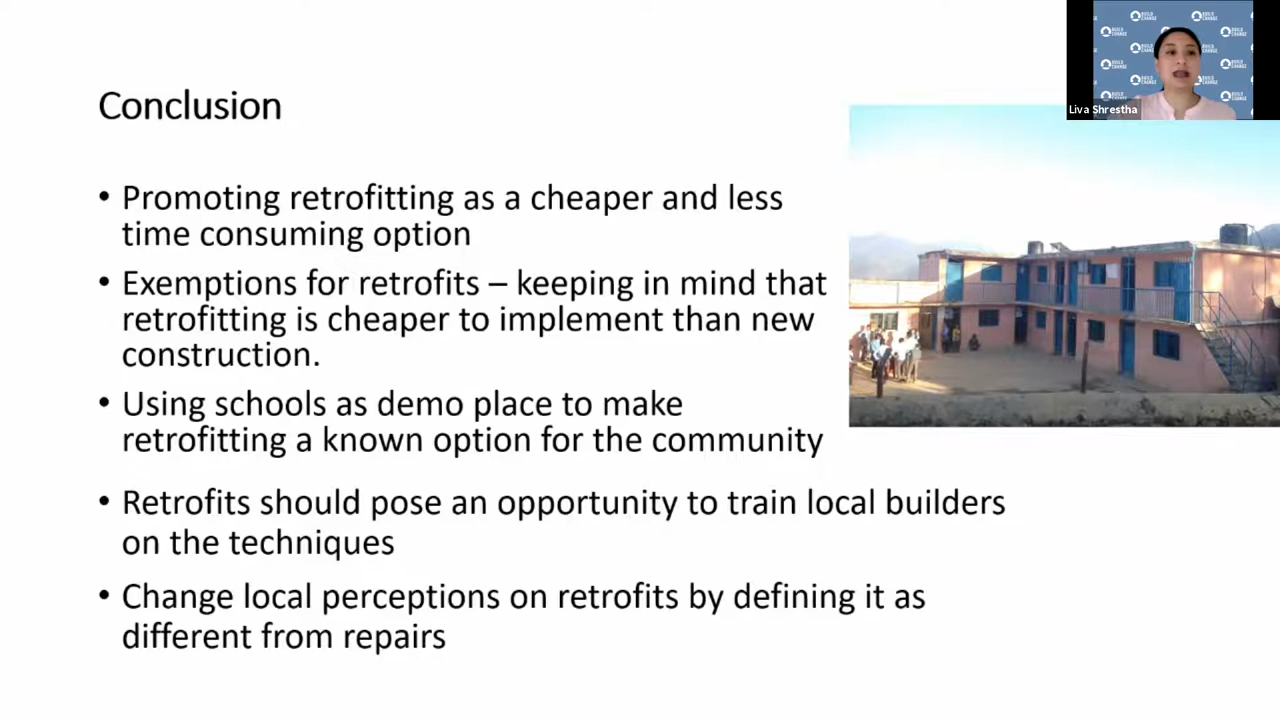 Conclusion
• Promoting retrofitting as a cheaper and less
time consuming option
• Exemptions for retrofits – keeping in mind that
retrofitting is cheaper to implement than new
construction.
• Using schools as demo place to make
retrofitting a known option for the community
• Retrofits should pose an opportunity to train local builders
on the techniques
• Change local perceptions on retrofits by defining it as
different from repairs
BUILD
CHANGE
Liva Shrestha